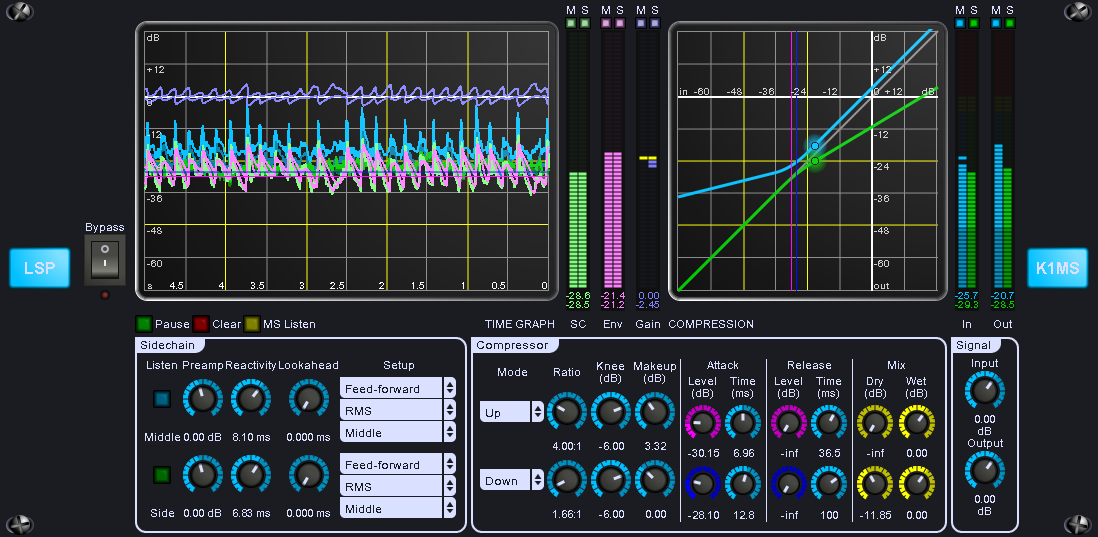 M S M S M S M S M S
dB
+12
0
-12
-36
-48
-60
s 4.5 4 3.5 3 2.5 2 1.5 1 0.5 0
dB
+12
in -60 -48 -36 -24 -12 0 +12 dB
-12
-24
-36
-48
-60
out
Bypass
LSP
K1MS
-28.6 -21.4 0.00 -25.7 -20.7
-28.5 -21.2 -2.45 -29.3 -28.5
Pause Clear MS Listen TIME GRAPH SC Env Gain COMPRESSION In Out
Sidechain
Listen Preamp Reactivity Lookahead Setup
Feed-forward
RMS
Middle
Middle 0.00 dB 8.10 ms 0.000 ms
Feed-forward
RMS
Middle
Side 0.00 dB 6.83 ms 0.000 ms
Compressor
Mode Ratio Knee (dB) Makeup (dB) Attack Level (dB) Time (ms) Release Level (dB) Time (ms) Mix Dry (dB) Wet (dB)
Up
4.00:1 -6.00 3.32 -30.15 6.96 -inf 36.5 -inf 0.00
Down
1.66:1 -6.00 0.00 -28.10 12.8 -inf 100 -11.85 0.00
Signal
Input
0.00
dB
Output
0.00
dB